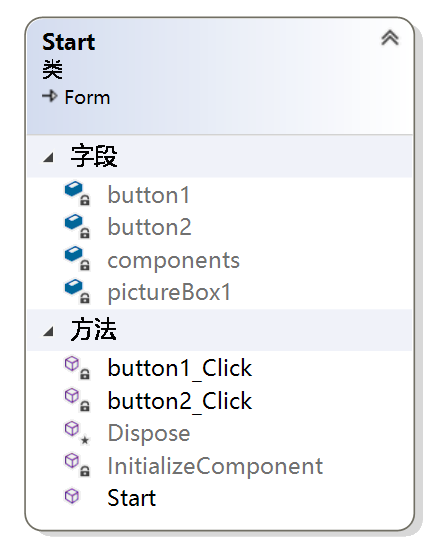 Start
类
Form
字段
button1
button2
components
pictureBox1
方法
button1_Click
button2_Click
Dispose
InitializeComponent
Start